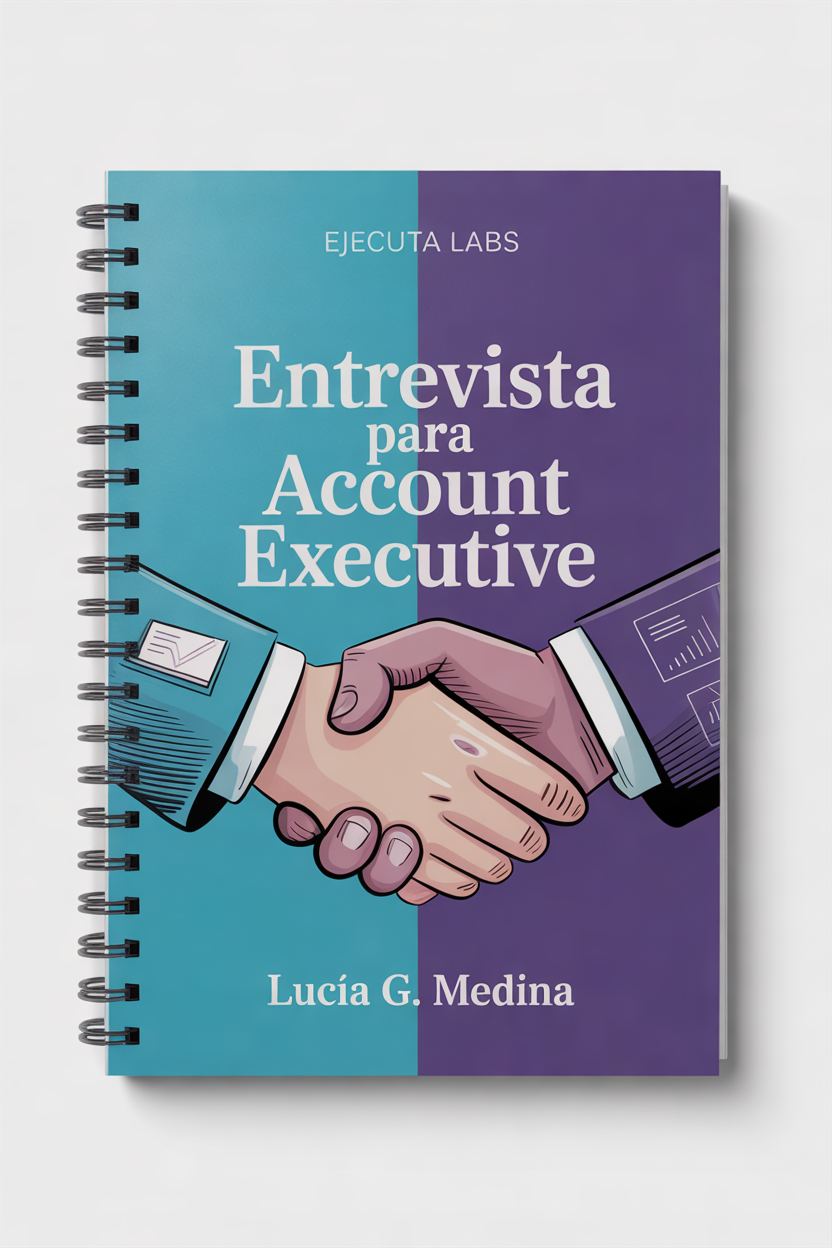 EJECUTA LABS
Entrevista
para
Account
Executive
Lucía G. Medina